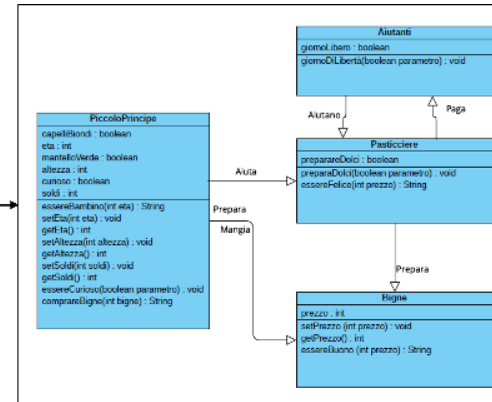 Aiutanti
giornoLibero : boolean
giornoDiLibertà(boolean parametro) : void
Aiutano
Paga
PiccoloPrincipe
capelliBiondi : boolean
eta : int
mantelloVerde : boolean
altezza : int
curioso : boolean
soldi : int
essereBambino(int eta) : String
setEta(int eta) : void
getEta() : int
setAltezza(int altezza) : void
getAltezza() : int
setSoldi(int soldi) : void
getSoldi() : int
essereCurioso(boolean parametro) : void
comprareBigne(int bigne) : String
Aiuta
Prepara
Mangia
Pasticciere
preparareDolci : boolean
preparaDolci(boolean parametro) : void
essereFelice(int prezzo) : String
Prepara
Bigne
prezzo : int
setPrezzo (int prezzo) : void
getPrezzo() : int
essereBuono (int prezzo) : String